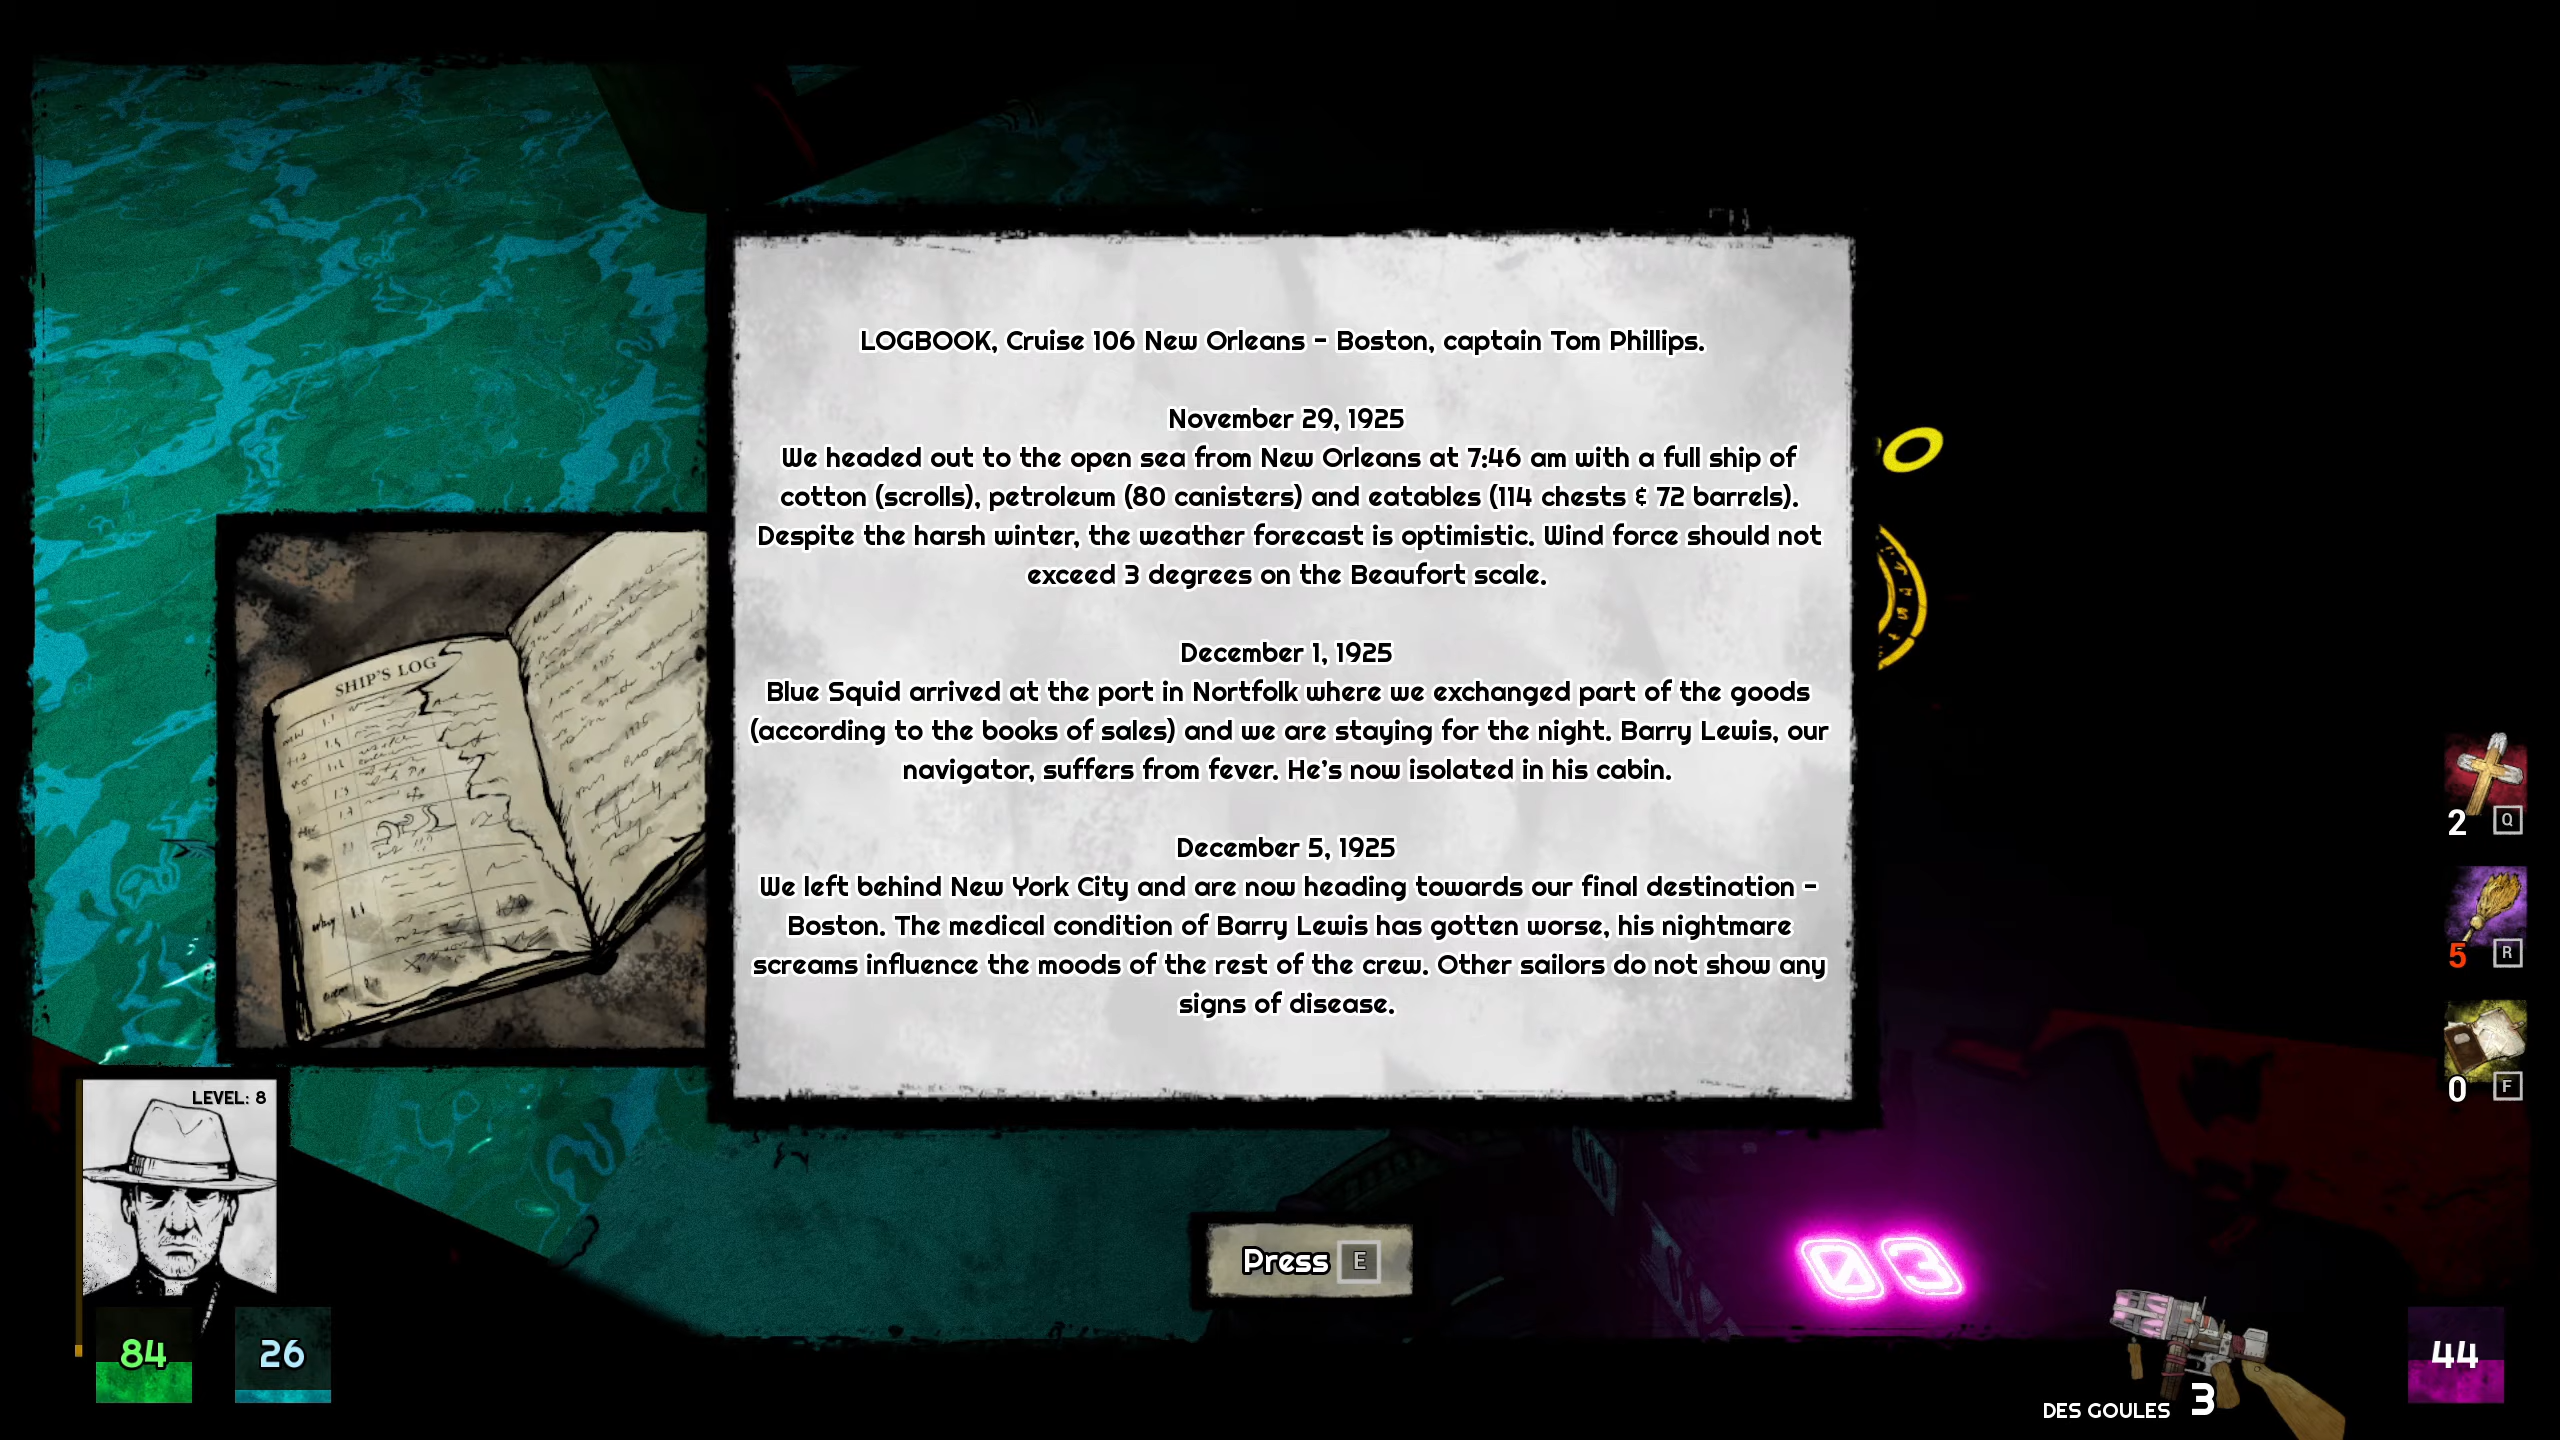 LOGBOOK, Cruise 106 New Orleans - Boston, captain Tom Phillips.
November 29, 1925
We headed out to the open sea from New Orleans at 7:46 am with a full ship of
cotton (scrolls), petroleum (80 canisters) and eatables (114 chests & 72 barrels).
Despite the harsh winter, the weather forecast is optimistic. Wind force should not
exceed 3 degrees on the Beaufort scale.
December 1, 1925
Blue Squid arrived at the port in Nortfolk where we exchanged part of the goods
(according to the books of sales) and we are staying for the night. Barry Lewis, our
navigator, suffers from fever. He's now isolated in his cabin.
December 5, 1925
We left behind New York City and are now heading towards our final destination -
Boston. The medical condition of Barry Lewis has gotten worse, his nightmare
screams influence the moods of the rest of the crew. Other sailors do not show any
signs of disease.
SHIP'S LOG
2 Q
5 R
0 F
LEVEL: 8
84
26
Press E
03
DES GOULES 3
44